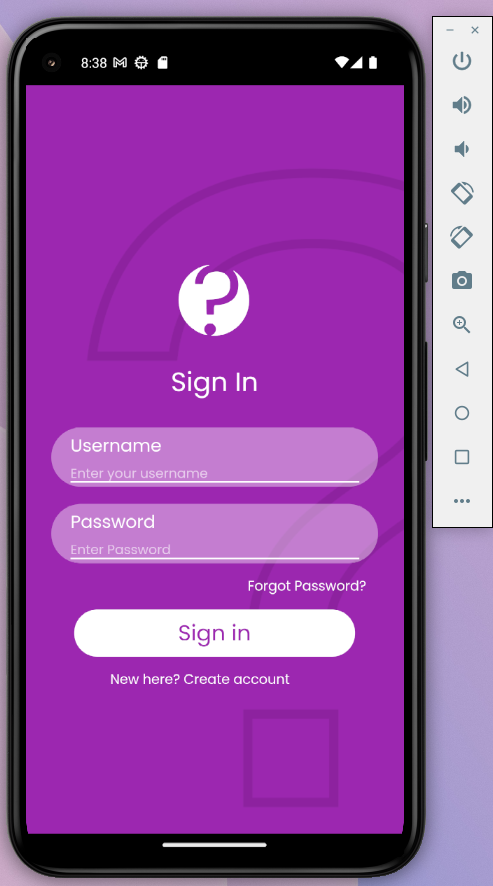 8:38
Sign In
Username
Enter your username
Password
Enter Password
Forgot Password?
Sign in
New here? Create account